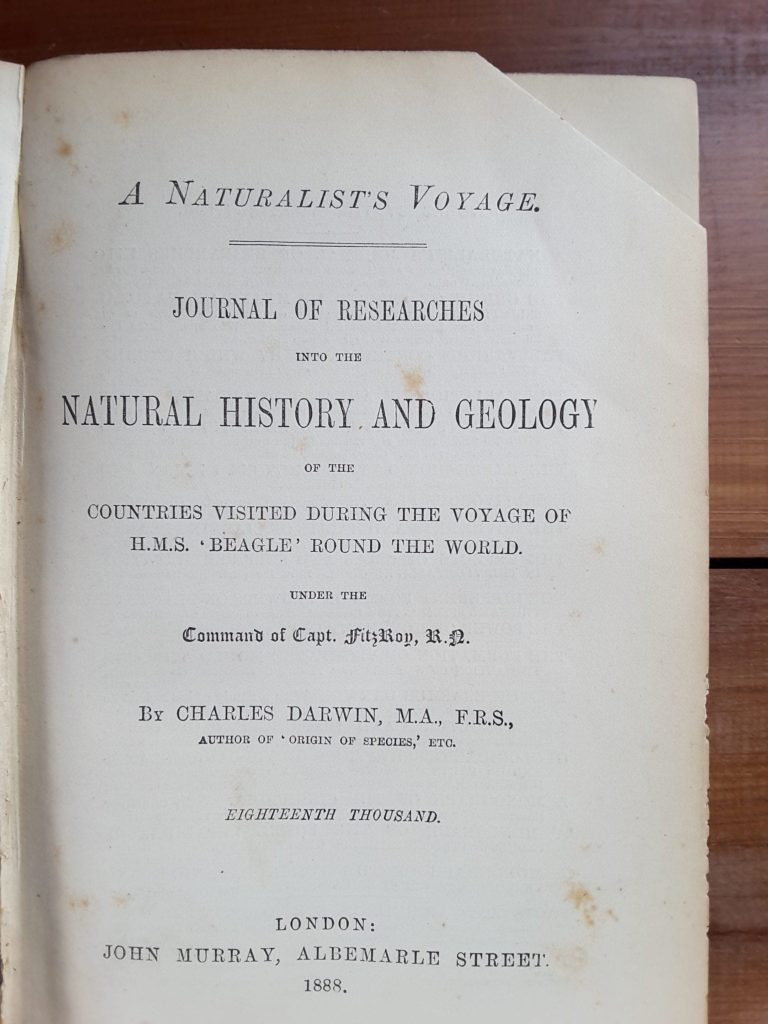 A NATURALIST'S VOYAGE.
JOURNAL OF RESEARCHES
INTO THE
NATURAL HISTORY AND GEOLOGY
OF THE
COUNTRIES VISITED DURING THE VOYAGE OF
H.M.S. ‘BEAGLE’ ROUND THE WORLD.
UNDER THE
Command of Capt. FitzRoy, R.N.
BY CHARLES DARWIN, M.A., F.R.S.,
AUTHOR OF ‘ORIGIN OF SPECIES,’ ETC.
EIGHTEENTH THOUSAND.
LONDON:
JOHN MURRAY, ALBEMARLE STREET.
1888.